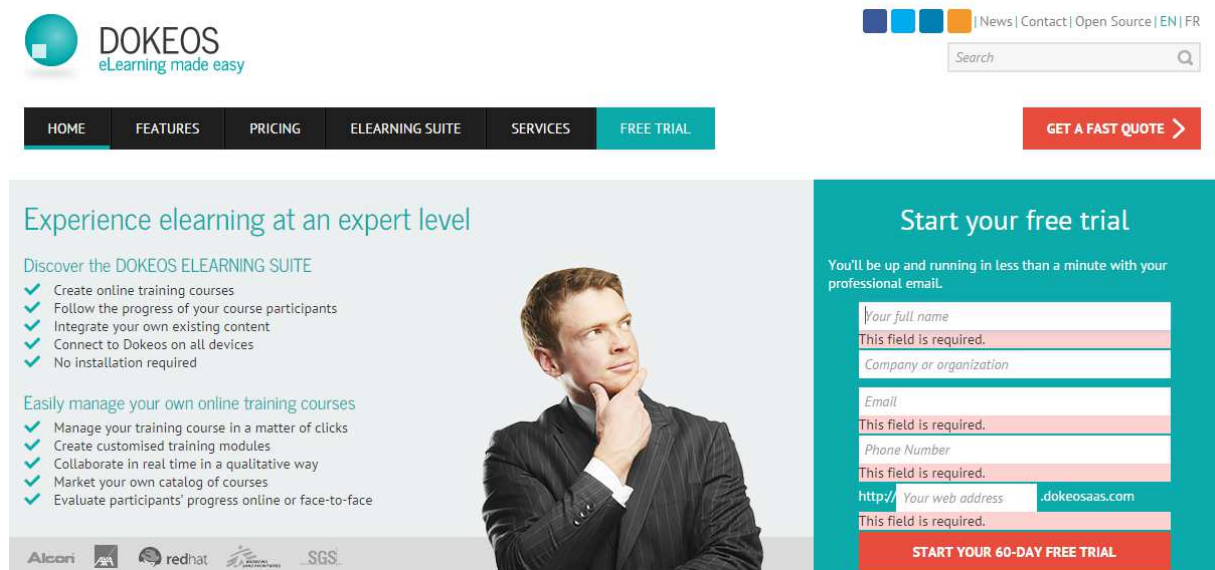 DOKEOS
eLearning made easy
| News | Contact | Open Source | EN | FR
Search
HOME FEATURES PRICING ELEARNING SUITE SERVICES FREE TRIAL
GET A FAST QUOTE
Experience elearning at an expert level
Discover the DOKEOS ELEARNING SUITE
Create online training courses
Follow the progress of your course participants
Integrate your own existing content
Connect to Dokeos on all devices
No installation required
Easily manage your own online training courses
Manage your training course in a matter of clicks
Create customised training modules
Collaborate in real time in a qualitative way
Market your own catalog of courses
Evaluate participants' progress online or face-to-face
Alcon AXA redhat SGS
Start your free trial
You'll be up and running in less than a minute with your
professional email.
Your full name
This field is required.
Company or organization
Email
This field is required.
Phone Number
This field is required.
http:// Your web address .dokeosaas.com
This field is required.
START YOUR 60-DAY FREE TRIAL